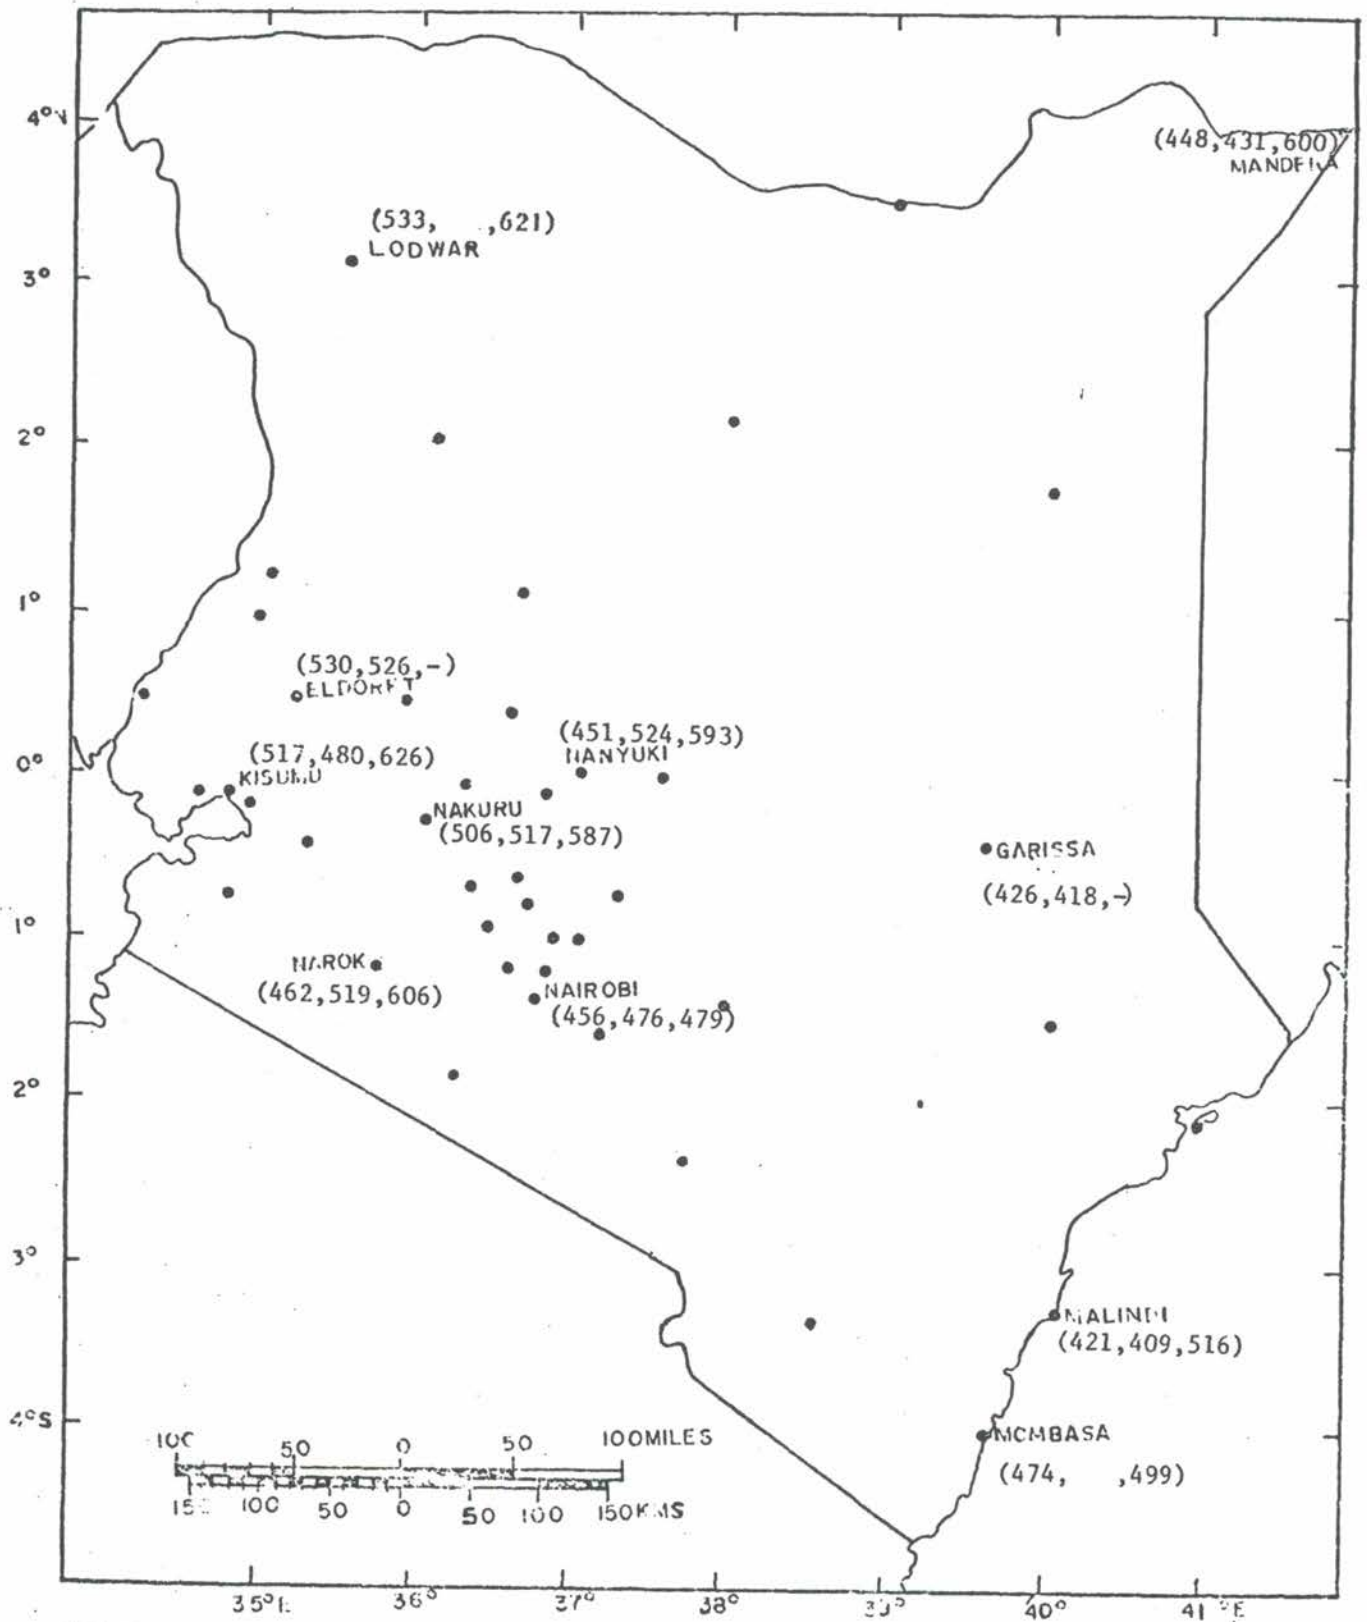 4°N
(448,431,600)
MANDERA
(533, ,621)
LODWAR
3°
2°
1°
(530,526,-)
ELDORET
(451,524,593)
NANYUKI
(517,480,626)
0°
KISUMU
NAKURU
(506,517,587)
GARISSA
(426,418,-)
1°
NAROK
(462,519,606)
NAIROBI
(456,476,479)
2°
3°
MALINDI
(421,409,516)
4°S
100 50 0 50 100MILES
MOMBASA
(474, ,499)
150 100 50 0 50 100 150KMS
35°E 36° 37° 38° 39° 40° 41°E